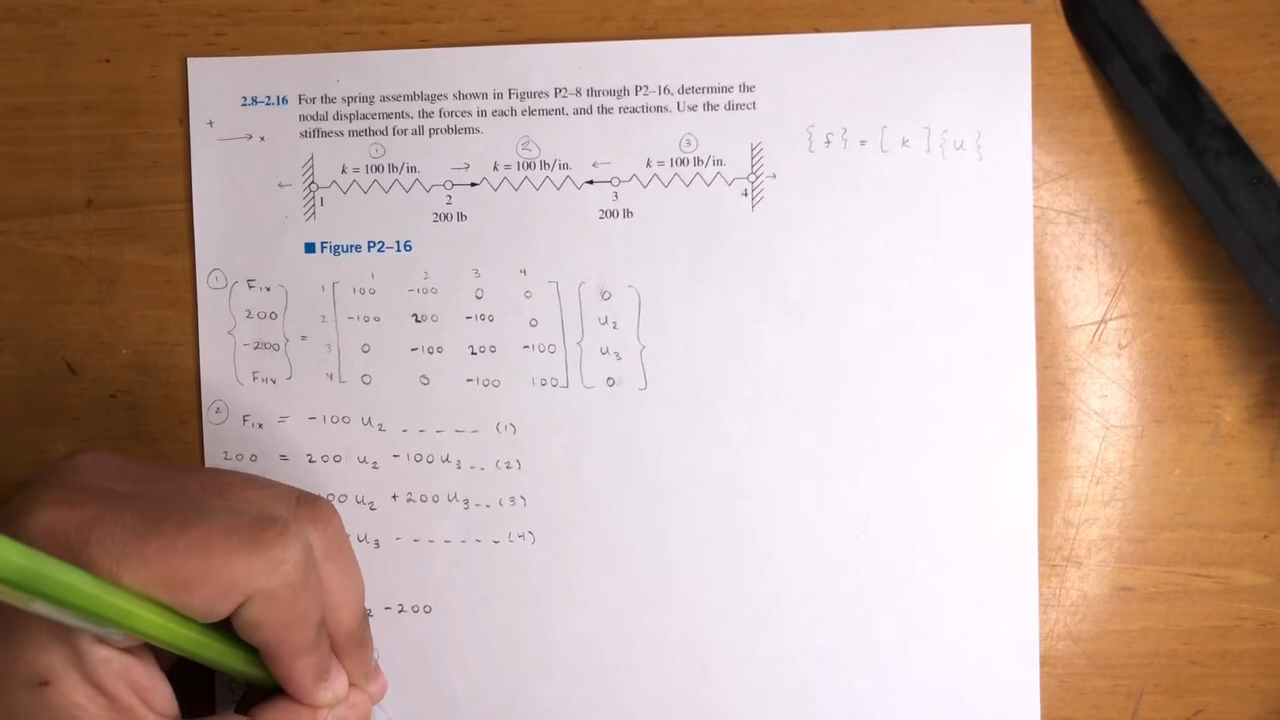 2.8–2.16 For the spring assemblages shown in Figures P2–8 through P2–16, determine the
nodal displacements, the forces in each element, and the reactions. Use the direct
stiffness method for all problems.
+
x
{f} = [k]{u}
1 2 3
k = 100 lb/in. k = 100 lb/in. k = 100 lb/in.
1 2 3 4
200 lb 200 lb
■ Figure P2–16
1
1 2 3 4
F1x 1 100 -100 0 0 0
200 2 -100 200 -100 0 u2
=
-200 3 0 -100 200 -100 u3
F4x 4 0 0 -100 100 0
2 F1x = -100 u2 ----- (1)
200 = 200 u2 -100 u3 -- (2)
00 u2 + 200 u3 -- (3)
u3 ------- (4)
2 - 200